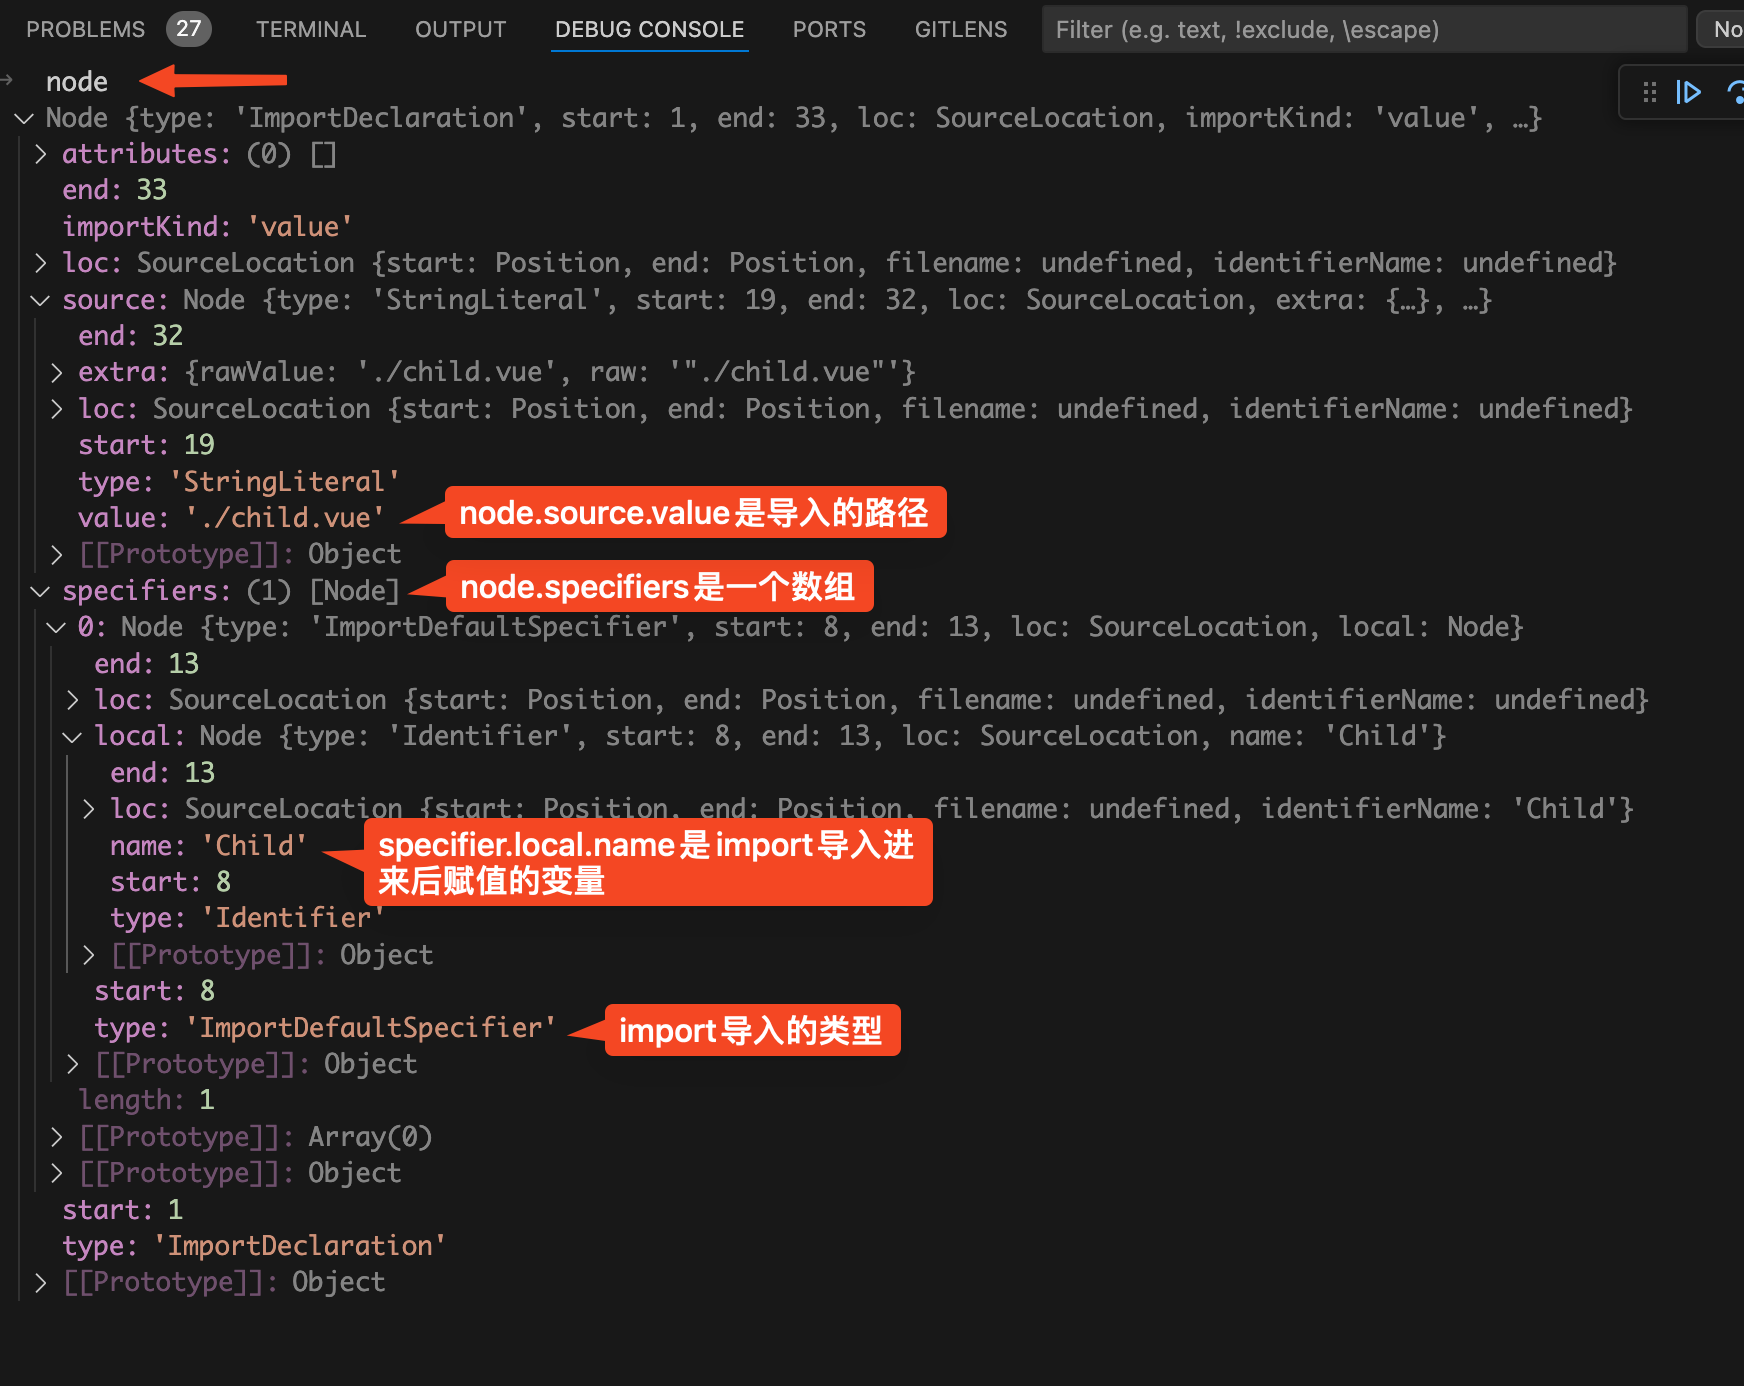 PROBLEMS 27 TERMINAL OUTPUT DEBUG CONSOLE PORTS GITLENS Filter (e.g. text, !exclude, \escape) No
node
Node {type: 'ImportDeclaration', start: 1, end: 33, loc: SourceLocation, importKind: 'value', …}
attributes: (0) []
end: 33
importKind: 'value'
loc: SourceLocation {start: Position, end: Position, filename: undefined, identifierName: undefined}
source: Node {type: 'StringLiteral', start: 19, end: 32, loc: SourceLocation, extra: {…}, …}
end: 32
extra: {rawValue: './child.vue', raw: '"./child.vue"'}
loc: SourceLocation {start: Position, end: Position, filename: undefined, identifierName: undefined}
start: 19
type: 'StringLiteral'
value: './child.vue' node.source.value是导入的路径
[[Prototype]]: Object
specifiers: (1) [Node] node.specifiers是一个数组
0: Node {type: 'ImportDefaultSpecifier', start: 8, end: 13, loc: SourceLocation, local: Node}
end: 13
loc: SourceLocation {start: Position, end: Position, filename: undefined, identifierName: undefined}
local: Node {type: 'Identifier', start: 8, end: 13, loc: SourceLocation, name: 'Child'}
end: 13
loc: SourceLocation {start: Position, end: Position, filename: undefined, identifierName: 'Child'}
name: 'Child' specifier.local.name是import导入进
start: 8 来后赋值的变量
type: 'Identifier'
[[Prototype]]: Object
start: 8
type: 'ImportDefaultSpecifier' import导入的类型
[[Prototype]]: Object
length: 1
[[Prototype]]: Array(0)
[[Prototype]]: Object
start: 1
type: 'ImportDeclaration'
[[Prototype]]: Object